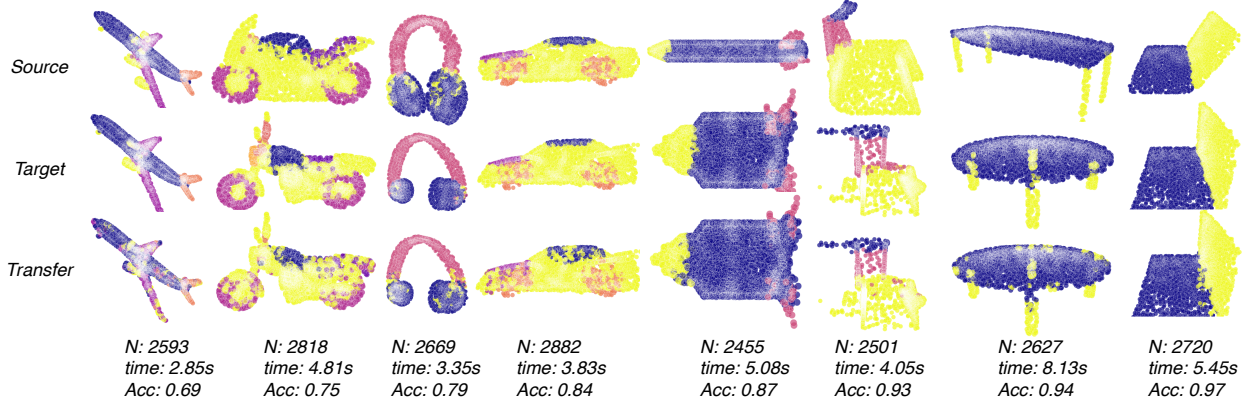 Source
Target
Transfer
N: 2593
time: 2.85s
Acc: 0.69
N: 2818
time: 4.81s
Acc: 0.75
N: 2669
time: 3.35s
Acc: 0.79
N: 2882
time: 3.83s
Acc: 0.84
N: 2455
time: 5.08s
Acc: 0.87
N: 2501
time: 4.05s
Acc: 0.93
N: 2627
time: 8.13s
Acc: 0.94
N: 2720
time: 5.45s
Acc: 0.97